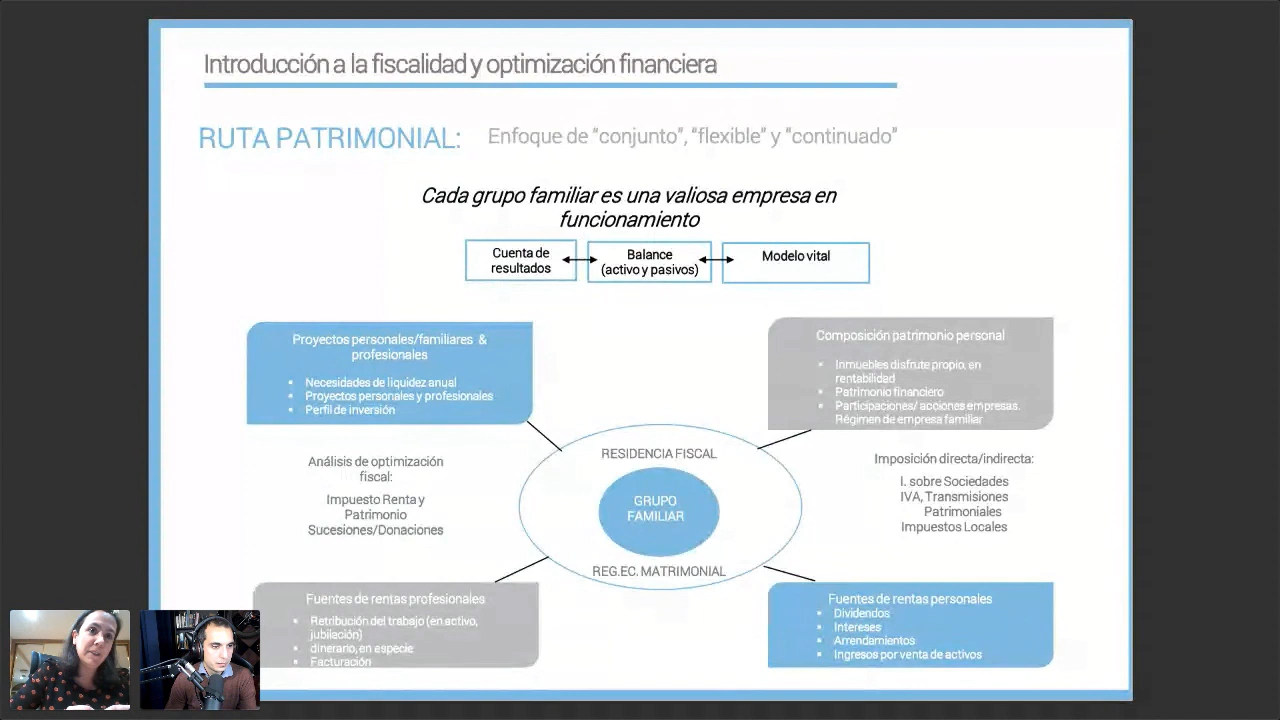 Introducción a la fiscalidad y optimización financiera
RUTA PATRIMONIAL: Enfoque de “conjunto”, “flexible” y “continuado”
Cada grupo familiar es una valiosa empresa en
funcionamiento
Cuenta de
resultados
Balance
(activo y pasivos)
Modelo vital
Proyectos personales/familiares &
profesionales
• Necesidades de liquidez anual
• Proyectos personales y profesionales
• Perfil de inversión
Composición patrimonio personal
• Inmuebles disfrute propio, en
rentabilidad
• Patrimonio financiero
• Participaciones/ acciones empresas.
Régimen de empresa familiar
Análisis de optimización
fiscal:
Impuesto Renta y
Patrimonio
Sucesiones/Donaciones
RESIDENCIA FISCAL
GRUPO
FAMILIAR
REG.EC. MATRIMONIAL
Imposición directa/indirecta:
I. sobre Sociedades
IVA, Transmisiones
Patrimoniales
Impuestos Locales
Fuentes de rentas profesionales
• Retribución del trabajo (en activo,
jubilación)
• dinerario, en especie
• Facturación
Fuentes de rentas personales
• Dividendos
• Intereses
• Arrendamientos
• Ingresos por venta de activos